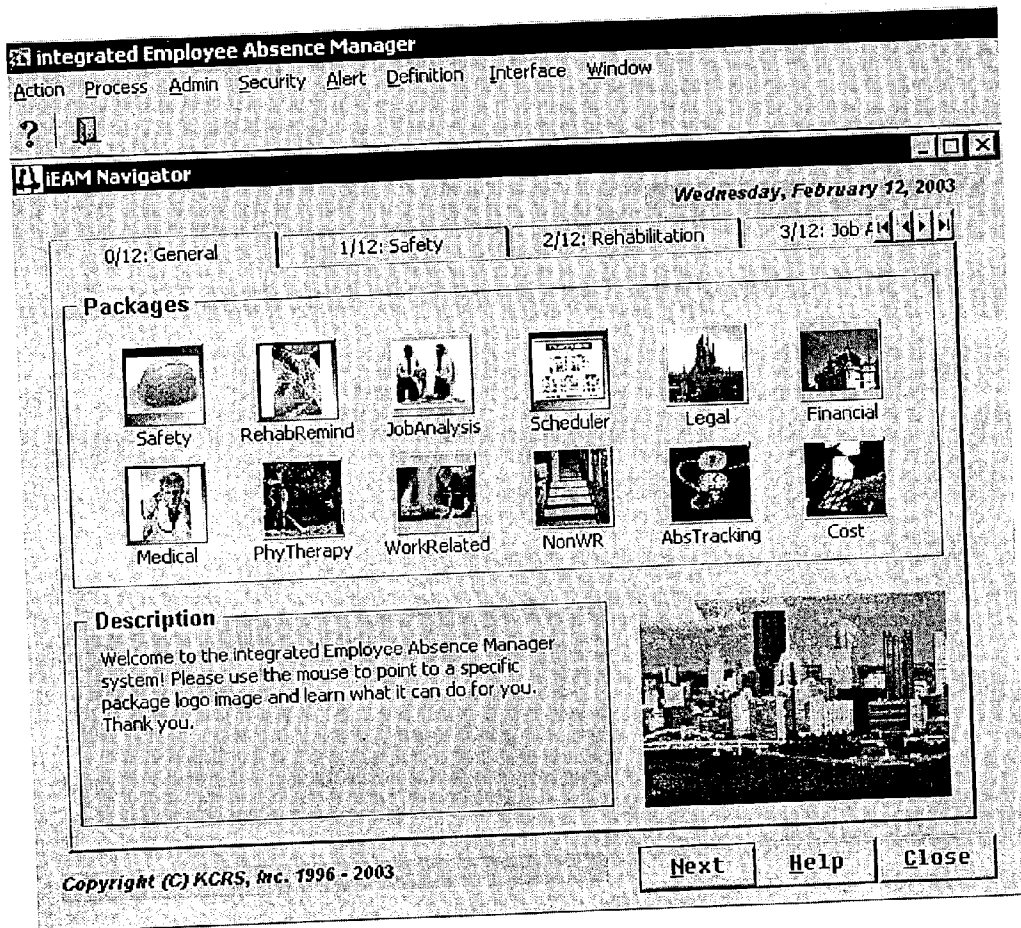 integrated Employee Absence Manager
Action Process Admin Security Alert Definition Interface Window
?
iEAM Navigator
Wednesday, February 12, 2003
0/12: General 1/12: Safety 2/12: Rehabilitation 3/12: Job
Packages
Safety RehabRemind JobAnalysis Scheduler Legal Financial
Medical PhyTherapy WorkRelated NonWR AbsTracking Cost
Description
Welcome to the integrated Employee Absence Manager
system! Please use the mouse to point to a specific
package logo image and learn what it can do for you.
Thank you.
Copyright (C) KCRS, Inc. 1996 - 2003
Next Help Close